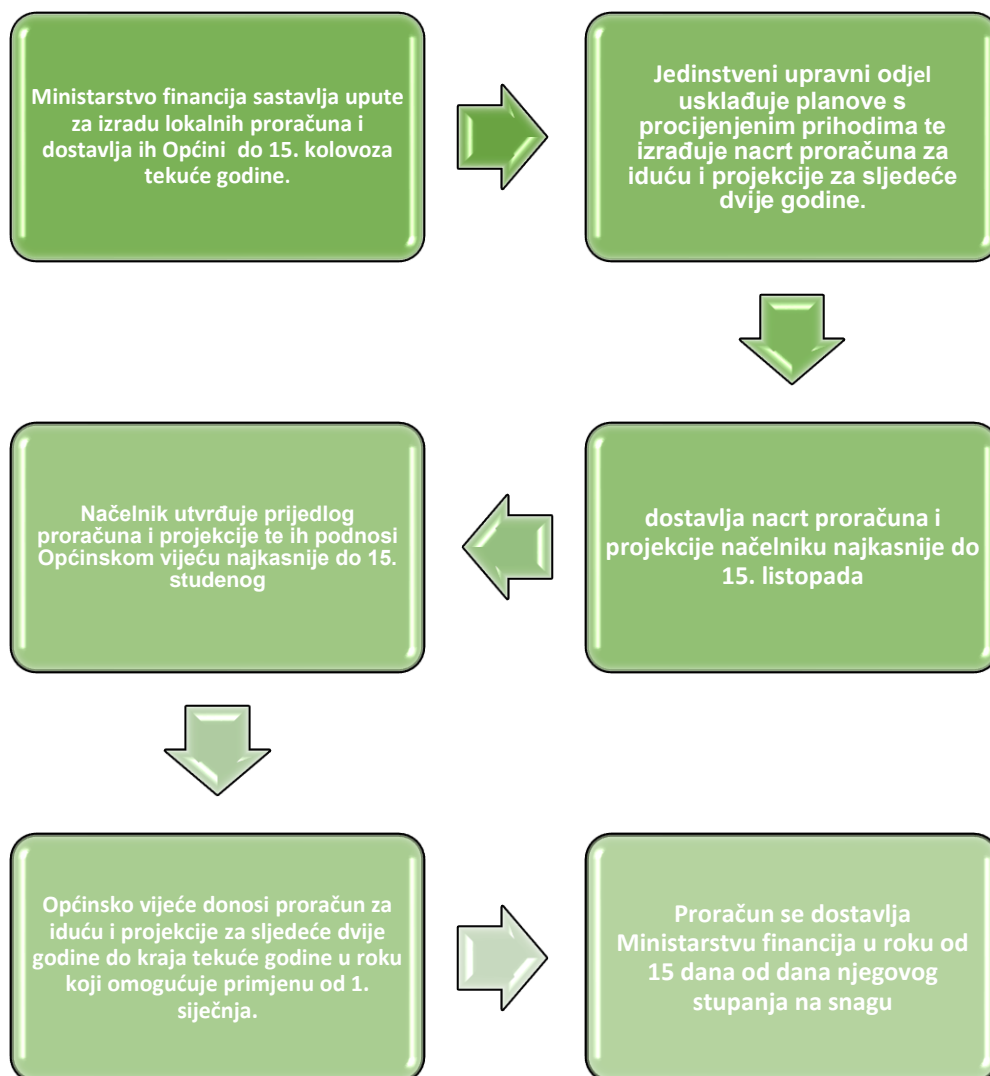 Ministarstvo financija sastavlja upute
za izradu lokalnih proračuna i
dostavlja ih Općini  do 15. kolovoza
tekuće godine.
Jedinstveni upravni odjel
usklađuje planove s
procijenjenim prihodima te
izrađuje nacrt proračuna za
iduću i projekcije za sljedeće
dvije godine.
dostavlja nacrt proračuna i
projekcije načelniku najkasnije do
15. listopada
Načelnik utvrđuje prijedlog
proračuna i projekcije te ih podnosi
Općinskom vijeću najkasnije do 15.
studenog
Općinsko vijeće donosi proračun za
iduću i projekcije za sljedeće dvije
godine do kraja tekuće godine u roku
koji omogućuje primjenu od 1.
siječnja.
Proračun se dostavlja
Ministarstvu financija u roku od
15 dana od dana njegovog
stupanja na snagu